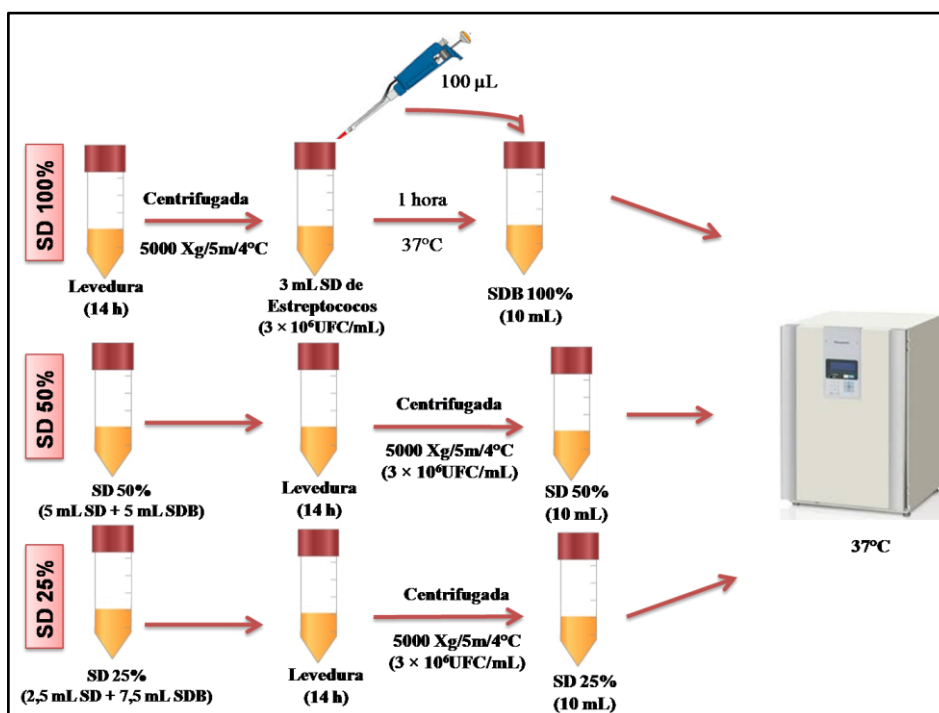 SD 100%
100 µL
Centrifugada
5000 Xg/5m/4°C
1 hora
37°C
Levedura
(14 h)
3 mL SD de
Estreptococos
(3 × 10⁶UFC/mL)
SDB 100%
(10 mL)
SD 50%
Centrifugada
5000 Xg/5m/4°C
(3 × 10⁶UFC/mL)
SD 50%
(5 mL SD + 5 mL SDB)
Levedura
(14 h)
SD 50%
(10 mL)
37°C
SD 25%
Centrifugada
5000 Xg/5m/4°C
(3 × 10⁶UFC/mL)
SD 25%
(2,5 mL SD + 7,5 mL SDB)
Levedura
(14 h)
SD 25%
(10 mL)